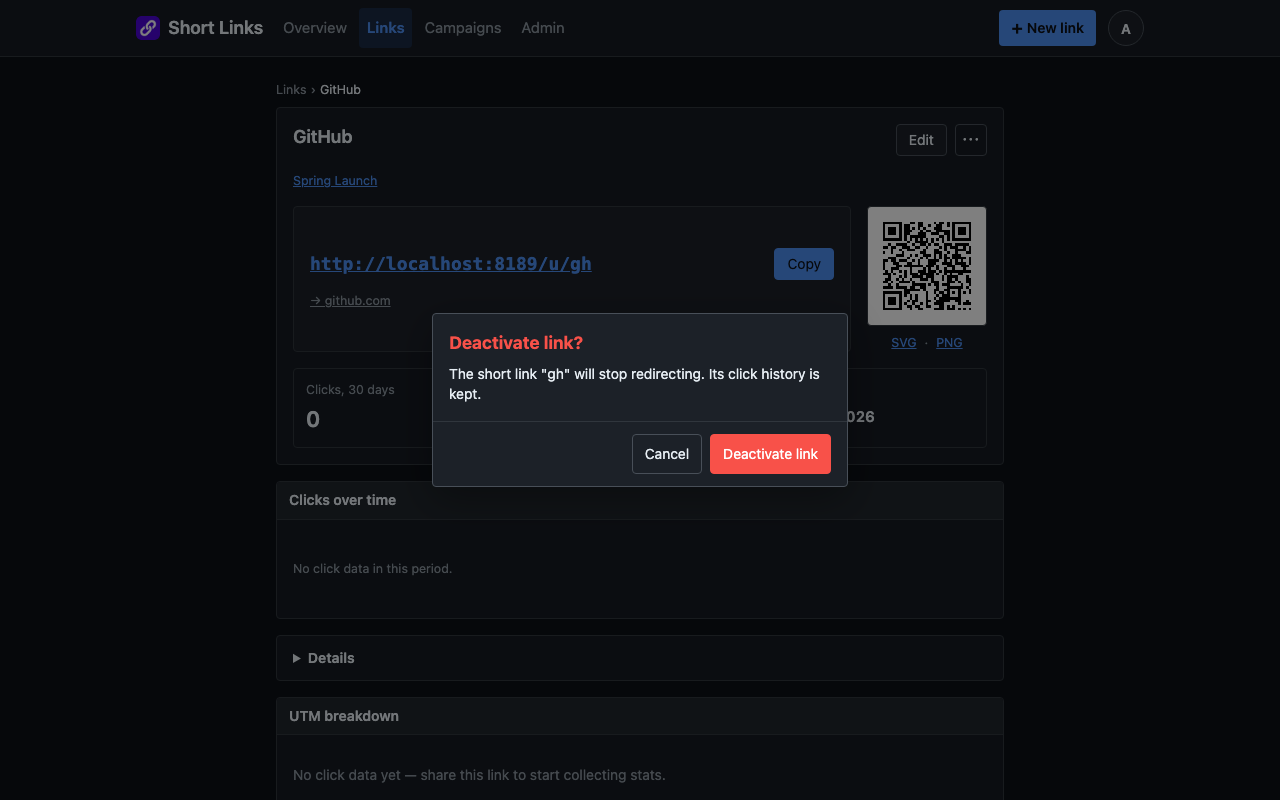 Short Links
Overview
Links
Campaigns
Admin
+ New link
A
Links › GitHub
GitHub
Edit
···
Spring Launch
http://localhost:8189/u/gh
Copy
→ github.com
SVG · PNG
Deactivate link?
The short link "gh" will stop redirecting. Its click history is
kept.
Cancel
Deactivate link
Clicks, 30 days
0
026
Clicks over time
No click data in this period.
Details
UTM breakdown
No click data yet — share this link to start collecting stats.